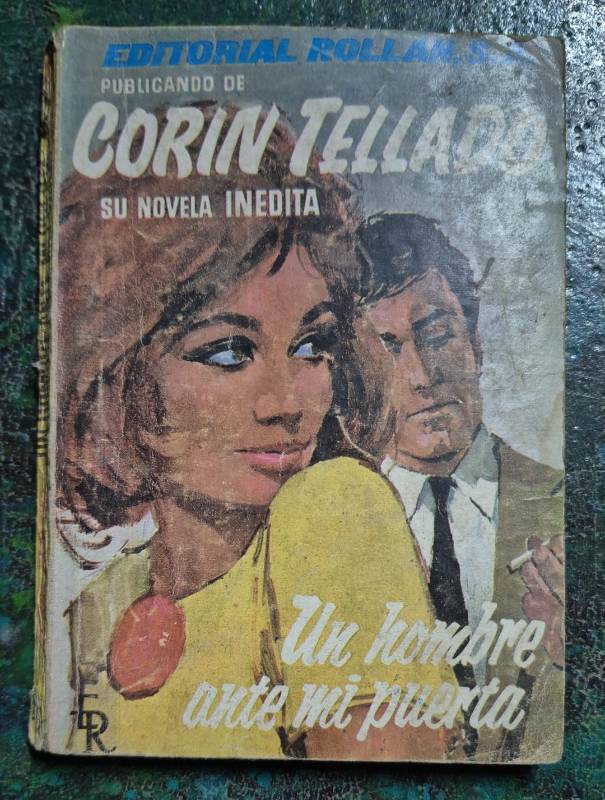 EDITORIAL ROLLAN, S.A.
PUBLICANDO DE
CORIN TELLADO
SU NOVELA INEDITA
Un hombre
ante mi puerta
ER